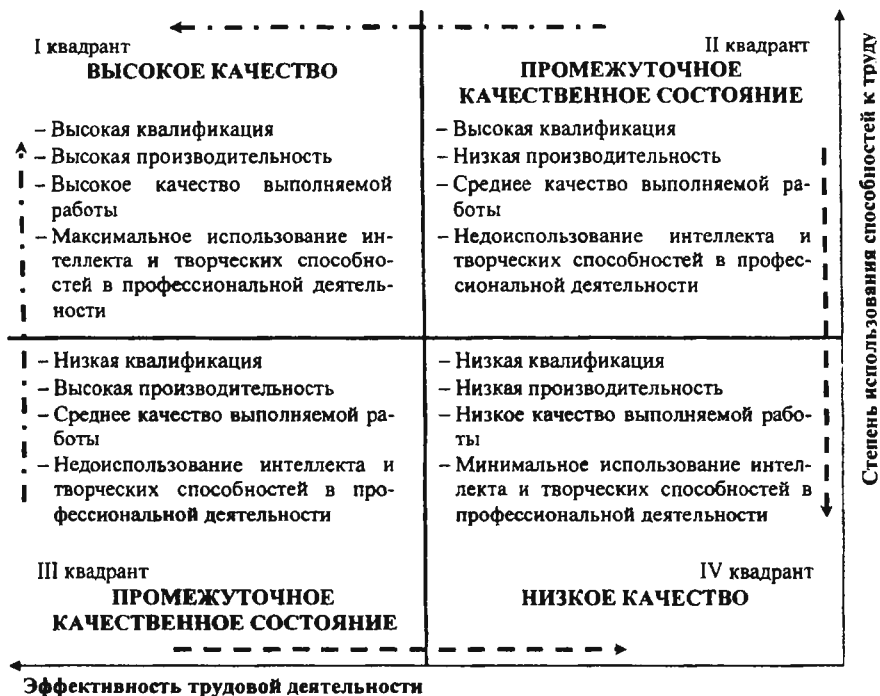 I квадрант
ВЫСОКОЕ КАЧЕСТВО
– Высокая квалификация
– Высокая производительность
– Высокое качество выполняемой
работы
– Максимальное использование ин-
теллекта и творческих способно-
стей в профессиональной деятель-
ности
II квадрант
ПРОМЕЖУТОЧНОЕ
КАЧЕСТВЕННОЕ СОСТОЯНИЕ
– Высокая квалификация
– Низкая производительность
– Среднее качество выполняемой ра-
боты
– Недоиспользование интеллекта и
творческих способностей в профес-
сиональной деятельности
– Низкая квалификация
– Высокая производительность
– Среднее качество выполняемой ра-
боты
– Недоиспользование интеллекта и
творческих способностей в про-
фессиональной деятельности
III квадрант
ПРОМЕЖУТОЧНОЕ
КАЧЕСТВЕННОЕ СОСТОЯНИЕ
– Низкая квалификация
– Низкая производительность
– Низкое качество выполняемой рабо-
ты
– Минимальное использование интел-
лекта и творческих способностей в
профессиональной деятельности
IV квадрант
НИЗКОЕ КАЧЕСТВО
Степень использования способностей к труду
Эффективность трудовой деятельности